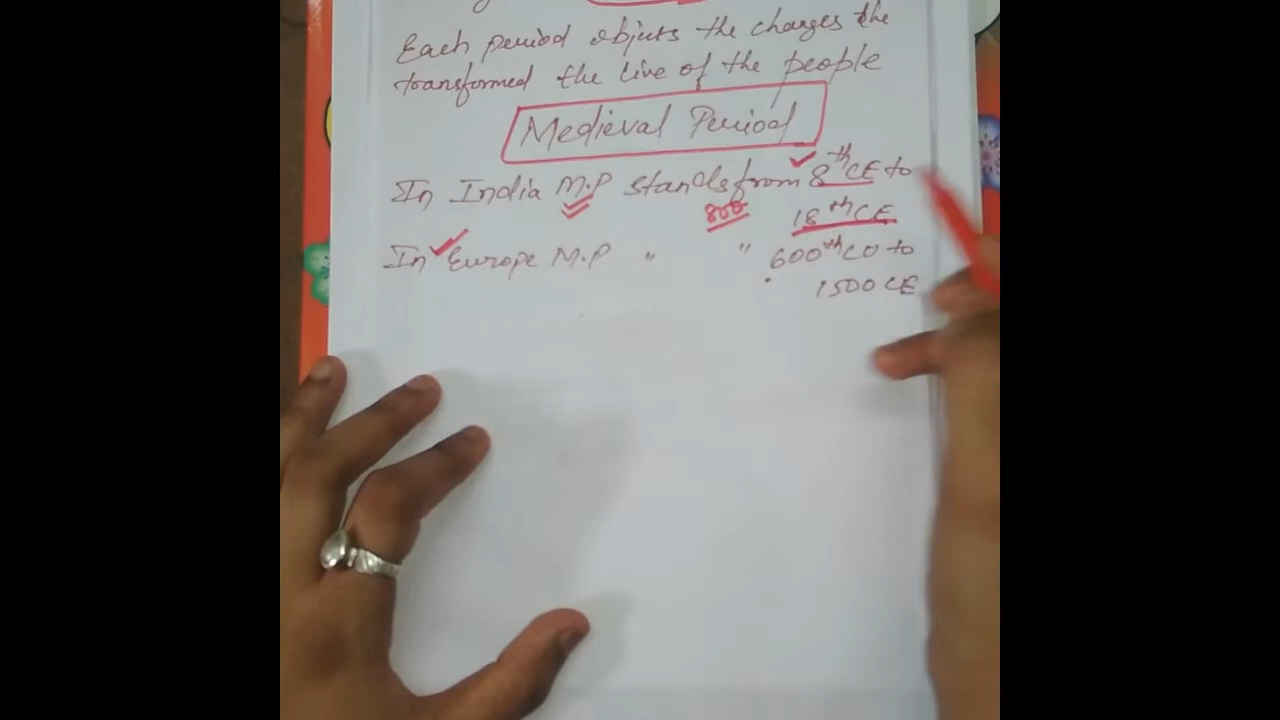 Each period objects the changes the
transformed the live of the people
Medieval Period
In India M.P stands from 8th CE to
800 18th CE
In Europe M.P " " 600th CO to
1500 CE